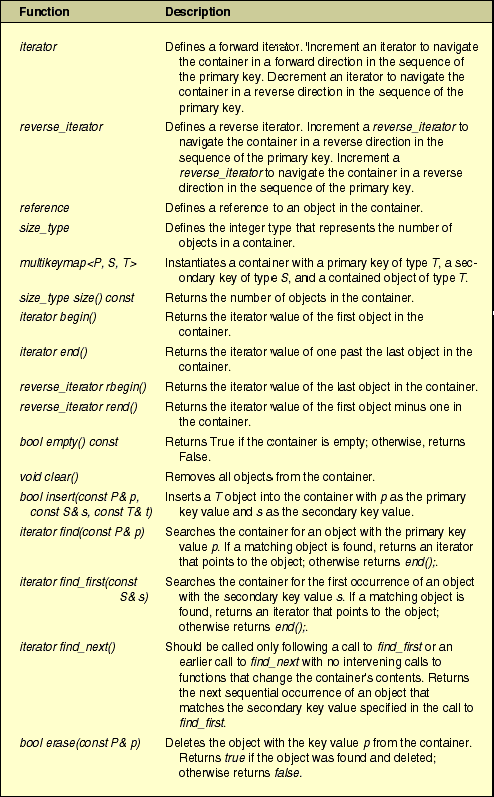 Function Description
iterator Defines a forward iterator. 'Increment an iterator to navigate
the container in a forward direction in the sequence of
the primary key. Decrement an iterator to navigate the
container in a reverse direction in the sequence of the
primary key.
reverse_iterator Defines a reverse iterator. Increment a reverse_iterator to
navigate the container in a reverse direction in the
sequence of the primary key. Increment a
reverse_iterator to navigate the container in a reverse
direction in the sequence of the primary key.
reference Defines a reference to an object in the container.
size_type Defines the integer type that represents the number of
objects in a container.
multikeymap<P, S, T> Instantiates a container with a primary key of type T, a sec-
ondary key of type S, and a contained object of type T.
size_type size() const Returns the number of objects in the container.
iterator begin() Returns the iterator value of the first object in the
container.
iterator end() Returns the iterator value of one past the last object in the
container.
reverse_iterator rbegin() Returns the iterator value of the last object in the container.
reverse_iterator rend() Returns the iterator value of the first object minus one in
the container.
bool empty() const Returns True if the container is empty; otherwise, returns
False.
void clear() Removes all objects from the container.
bool insert(const P& p, Inserts a T object into the container with p as the primary
const S& s, const T& t) key value and s as the secondary key value.
iterator find(const P& p) Searches the container for an object with the primary key
value p. If a matching object is found, returns an iterator
that points to the object; otherwise returns end();.
iterator find_first(const Searches the container for the first occurrence of an object
S& s) with the secondary key value s. If a matching object is
found, returns an iterator that points to the object;
otherwise returns end();.
iterator find_next() Should be called only following a call to find_first or an
earlier call to find_next with no intervening calls to
functions that change the container's contents. Returns
the next sequential occurrence of an object that
matches the secondary key value specified in the call to
find_first.
bool erase(const P& p) Deletes the object with the key value p from the container.
Returns true if the object was found and deleted;
otherwise returns false.